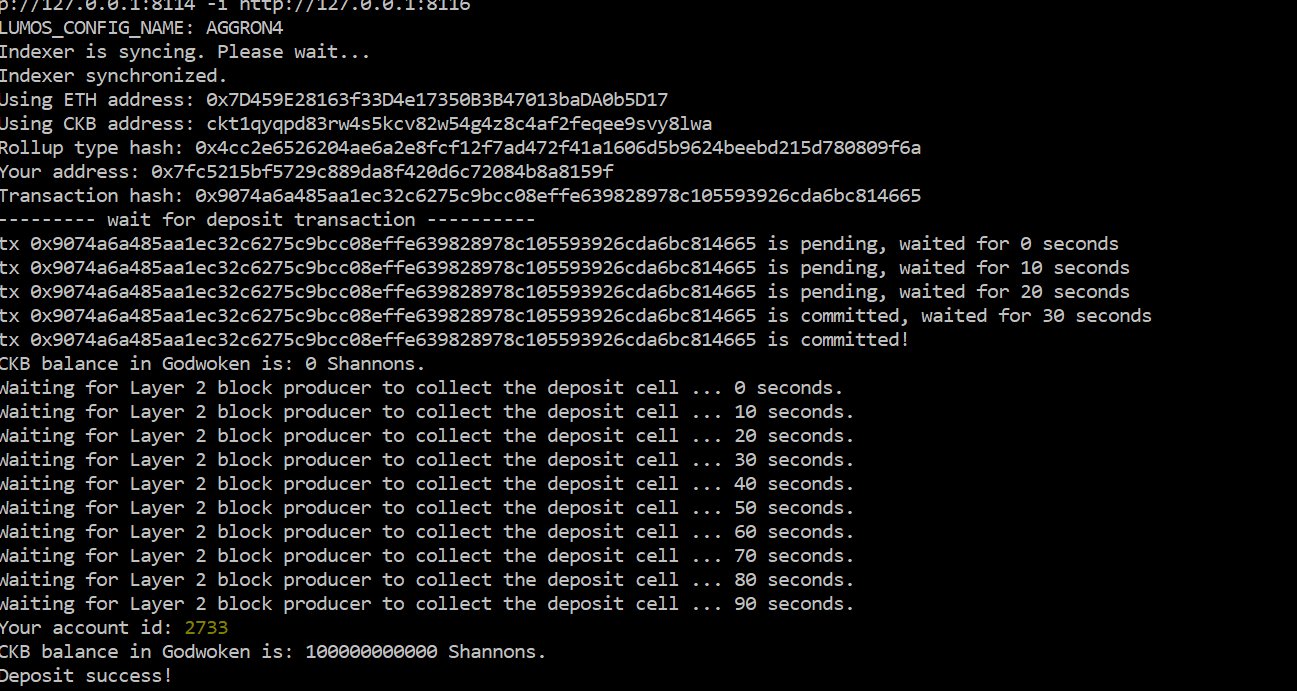 p://127.0.0.1:8114 -i http://127.0.0.1:8116
LUMOS_CONFIG_NAME: AGGRON4
Indexer is syncing. Please wait...
Indexer synchronized.
Using ETH address: 0x7D459E28163f33D4e17350B3B47013baDA0b5D17
Using CKB address: ckt1qyqpd83rw4s5kcv82w54g4z8c4af2feqee9svy8lwa
Rollup type hash: 0x4cc2e6526204ae6a2e8fcf12f7ad472f41a1606d5b9624beebd215d780809f6a
Your address: 0x7fc5215bf5729c889da8f420d6c72084b8a8159f
Transaction hash: 0x9074a6a485aa1ec32c6275c9bcc08effe639828978c105593926cda6bc814665
--------- wait for deposit transaction ----------
tx 0x9074a6a485aa1ec32c6275c9bcc08effe639828978c105593926cda6bc814665 is pending, waited for 0 seconds
tx 0x9074a6a485aa1ec32c6275c9bcc08effe639828978c105593926cda6bc814665 is pending, waited for 10 seconds
tx 0x9074a6a485aa1ec32c6275c9bcc08effe639828978c105593926cda6bc814665 is pending, waited for 20 seconds
tx 0x9074a6a485aa1ec32c6275c9bcc08effe639828978c105593926cda6bc814665 is committed, waited for 30 seconds
tx 0x9074a6a485aa1ec32c6275c9bcc08effe639828978c105593926cda6bc814665 is committed!
CKB balance in Godwoken is: 0 Shannons.
Waiting for Layer 2 block producer to collect the deposit cell ... 0 seconds.
Waiting for Layer 2 block producer to collect the deposit cell ... 10 seconds.
Waiting for Layer 2 block producer to collect the deposit cell ... 20 seconds.
Waiting for Layer 2 block producer to collect the deposit cell ... 30 seconds.
Waiting for Layer 2 block producer to collect the deposit cell ... 40 seconds.
Waiting for Layer 2 block producer to collect the deposit cell ... 50 seconds.
Waiting for Layer 2 block producer to collect the deposit cell ... 60 seconds.
Waiting for Layer 2 block producer to collect the deposit cell ... 70 seconds.
Waiting for Layer 2 block producer to collect the deposit cell ... 80 seconds.
Waiting for Layer 2 block producer to collect the deposit cell ... 90 seconds.
Your account id: 2733
CKB balance in Godwoken is: 100000000000 Shannons.
Deposit success!